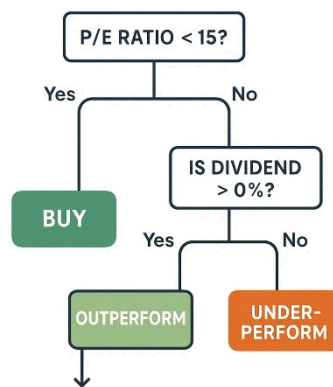 P/E RATIO < 15?
Yes
No
IS DIVIDEND
> 0%?
BUY
Yes
No
OUTPERFORM
UNDER-
PERFORM